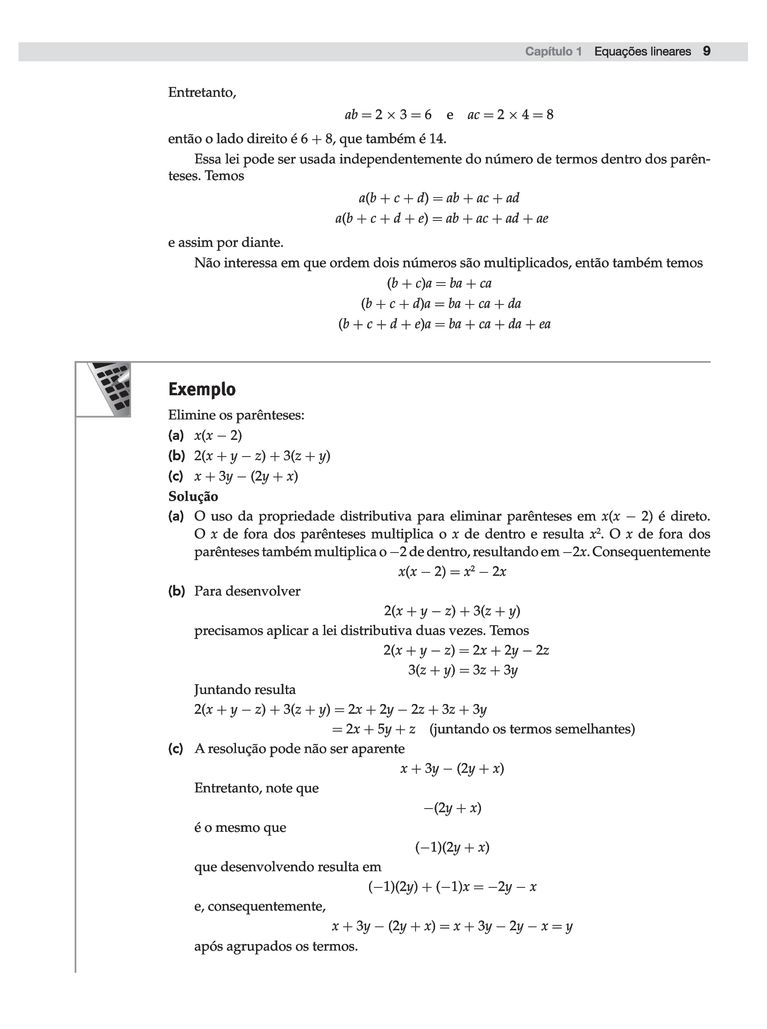 Capítulo 1 Equações lineares 9
Entretanto,
ab = 2 × 3 = 6 e ac = 2 × 4 = 8
então o lado direito é 6 + 8, que também é 14.
Essa lei pode ser usada independentemente do número de termos dentro dos parên-
teses. Temos
a(b + c + d) = ab + ac + ad
a(b + c + d + e) = ab + ac + ad + ae
e assim por diante.
Não interessa em que ordem dois números são multiplicados, então também temos
(b + c)a = ba + ca
(b + c + d)a = ba + ca + da
(b + c + d + e)a = ba + ca + da + ea
Exemplo
Elimine os parênteses:
(a) x(x − 2)
(b) 2(x + y − z) + 3(z + y)
(c) x + 3y − (2y + x)
Solução
(a) O uso da propriedade distributiva para eliminar parênteses em x(x − 2) é direto.
O x de fora dos parênteses multiplica o x de dentro e resulta x². O x de fora dos
parênteses também multiplica o −2 de dentro, resultando em −2x. Consequentemente
x(x − 2) = x² − 2x
(b) Para desenvolver
2(x + y − z) + 3(z + y)
precisamos aplicar a lei distributiva duas vezes. Temos
2(x + y − z) = 2x + 2y − 2z
3(z + y) = 3z + 3y
Juntando resulta
2(x + y − z) + 3(z + y) = 2x + 2y − 2z + 3z + 3y
= 2x + 5y + z (juntando os termos semelhantes)
(c) A resolução pode não ser aparente
x + 3y − (2y + x)
Entretanto, note que
−(2y + x)
é o mesmo que
(−1)(2y + x)
que desenvolvendo resulta em
(−1)(2y) + (−1)x = −2y − x
e, consequentemente,
x + 3y − (2y + x) = x + 3y − 2y − x = y
após agrupados os termos.